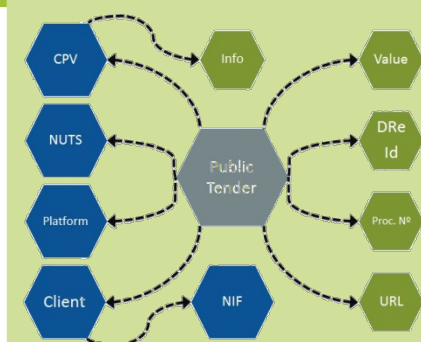 CPV
Info
Value
NUTS
Public
Tender
DRe
Id
Platform
Proc. Nº
Client
NIF
URL